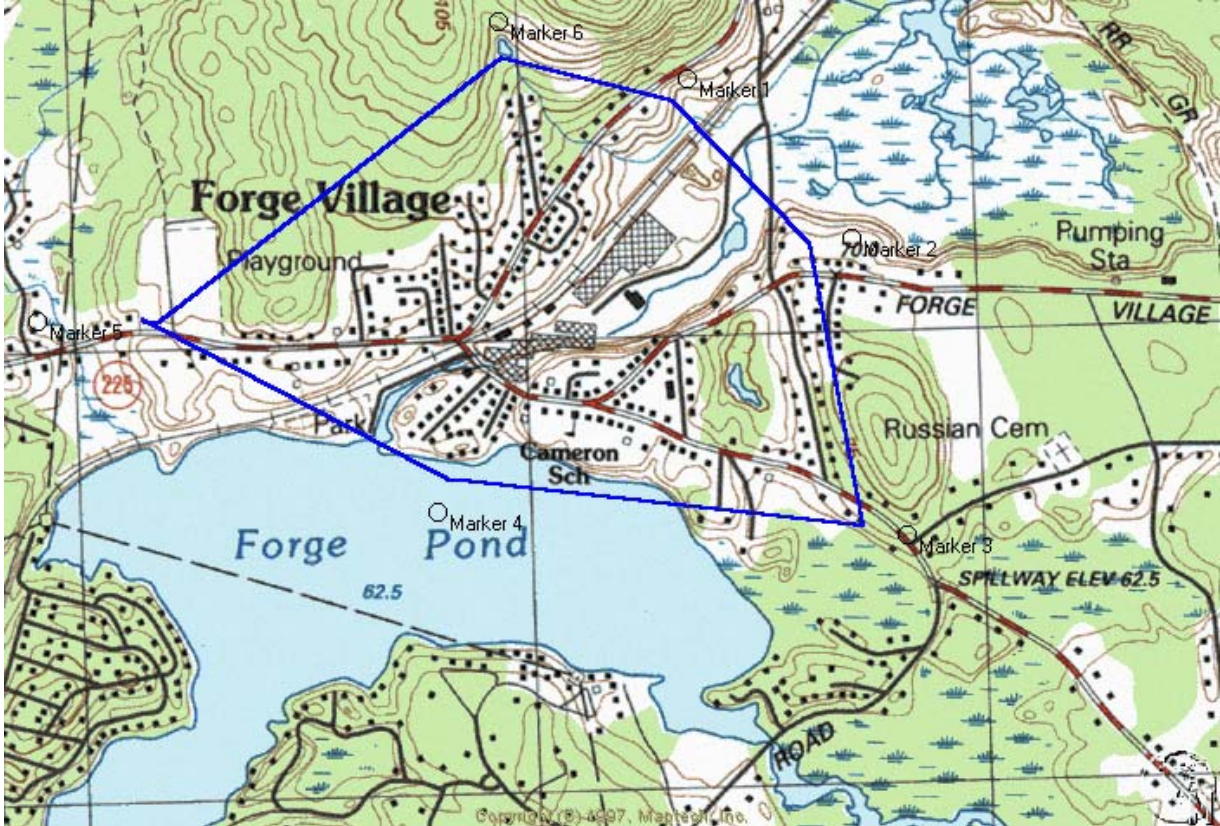 105
Marker 6
RR
GR
Marker 1
Forge Village
Playground
70
Marker 2
Pumping
Sta
FORGE
VILLAGE
Marker 5
225
Park
Cameron
Sch
Russian Cem
Marker 4
Forge Pond
Marker 3
62.5
SPILLWAY ELEV 62.5
ROAD
Copyright (C) 1997, Maptech, Inc.